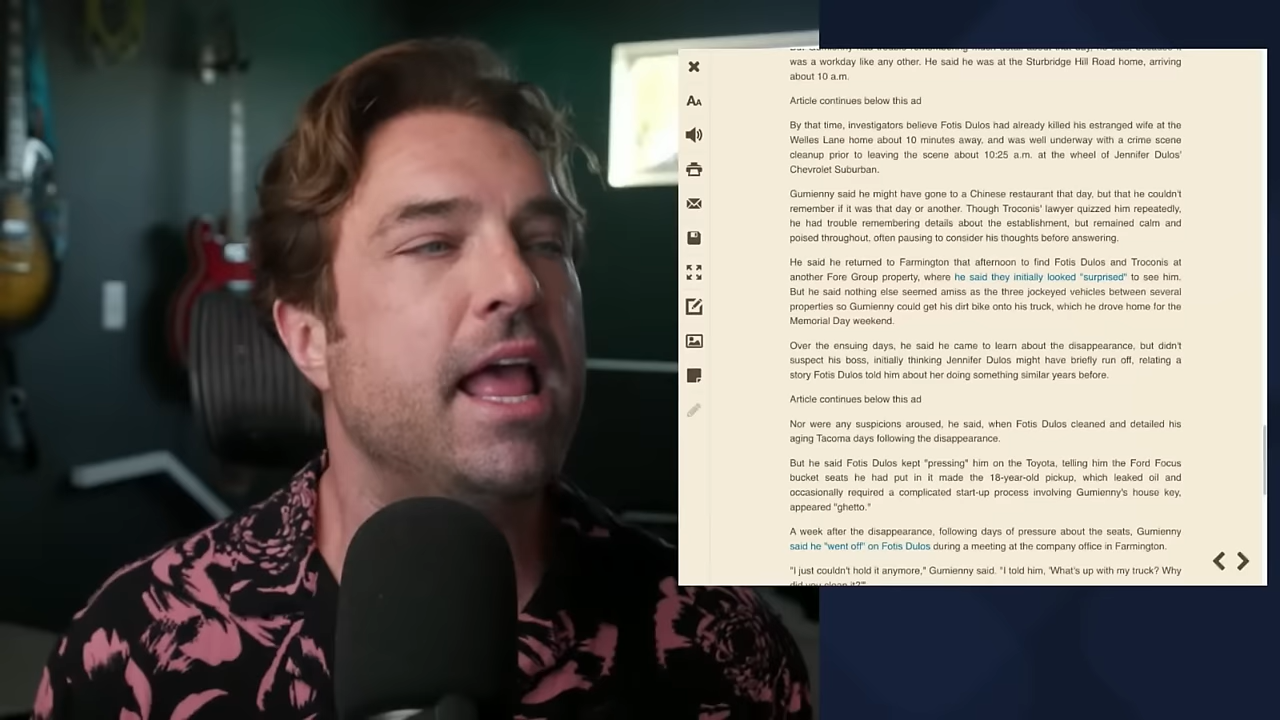 was a workday like any other. He said he was at the Sturbridge Hill Road home, arriving
about 10 a.m.
Article continues below this ad
By that time, investigators believe Fotis Dulos had already killed his estranged wife at the
Welles Lane home about 10 minutes away, and was well underway with a crime scene
cleanup prior to leaving the scene about 10:25 a.m. at the wheel of Jennifer Dulos'
Chevrolet Suburban.
Gumienny said he might have gone to a Chinese restaurant that day, but that he couldn't
remember if it was that day or another. Though Troconis' lawyer quizzed him repeatedly,
he had trouble remembering details about the establishment, but remained calm and
poised throughout, often pausing to consider his thoughts before answering.
He said he returned to Farmington that afternoon to find Fotis Dulos and Troconis at
another Fore Group property, where he said they initially looked "surprised" to see him.
But he said nothing else seemed amiss as the three jockeyed vehicles between several
properties so Gumienny could get his dirt bike onto his truck, which he drove home for the
Memorial Day weekend.
Over the ensuing days, he said he came to learn about the disappearance, but didn't
suspect his boss, initially thinking Jennifer Dulos might have briefly run off, relating a
story Fotis Dulos told him about her doing something similar years before.
Article continues below this ad
Nor were any suspicions aroused, he said, when Fotis Dulos cleaned and detailed his
aging Tacoma days following the disappearance.
But he said Fotis Dulos kept "pressing" him on the Toyota, telling him the Ford Focus
bucket seats he had put in it made the 18-year-old pickup, which leaked oil and
occasionally required a complicated start-up process involving Gumienny's house key,
appeared "ghetto."
A week after the disappearance, following days of pressure about the seats, Gumienny
said he "went off" on Fotis Dulos during a meeting at the company office in Farmington.
"I just couldn't hold it anymore," Gumienny said. "I told him, 'What's up with my truck? Why
did you clean it?'"